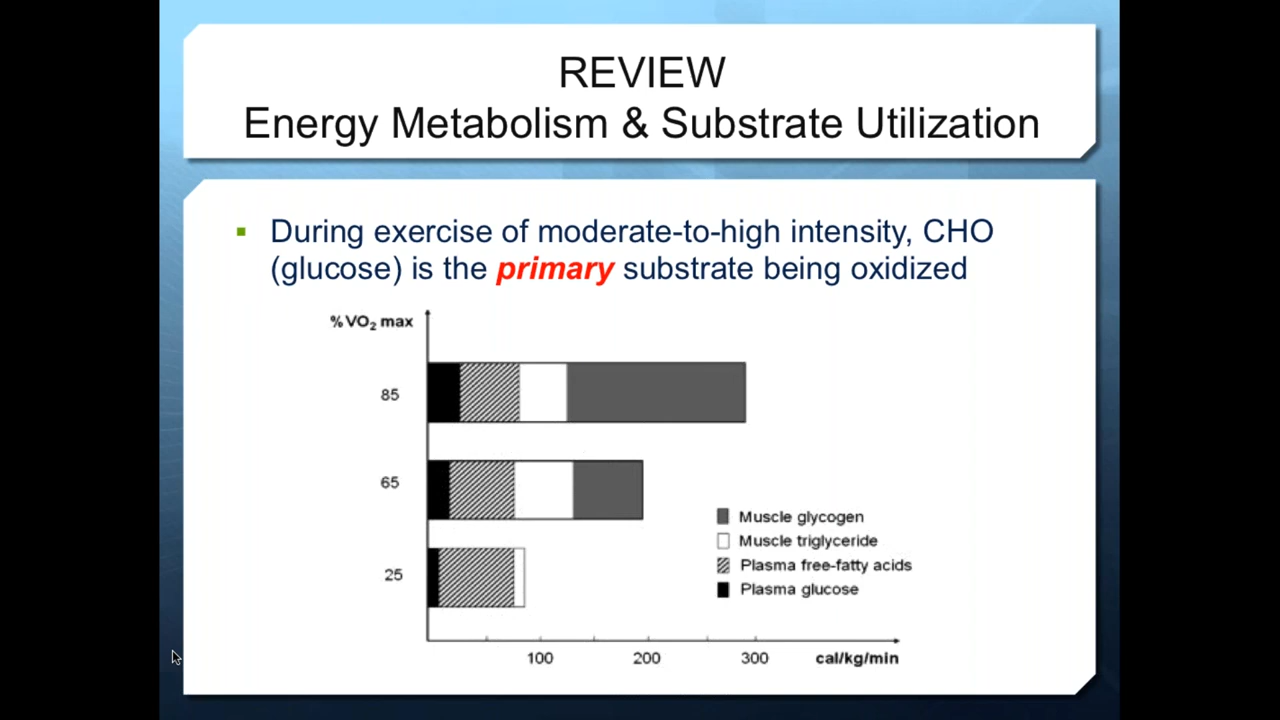 REVIEW
Energy Metabolism & Substrate Utilization
▪ During exercise of moderate-to-high intensity, CHO
(glucose) is the primary substrate being oxidized
%VO₂ max
85
65
25
Muscle glycogen
Muscle triglyceride
Plasma free-fatty acids
Plasma glucose
100 200 300 cal/kg/min